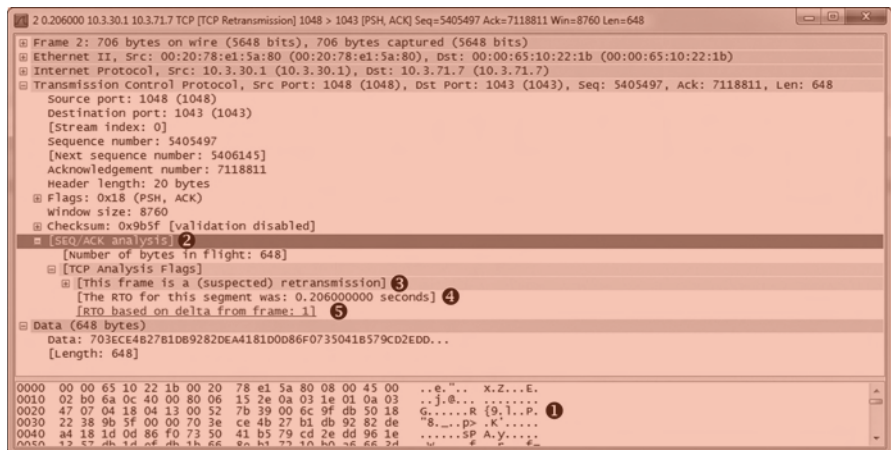 2 0.206000 10.3.30.1 10.3.71.7 TCP [TCP Retransmission] 1048 > 1043 [PSH, ACK] Seq=5405497 Ack=7118811 Win=8760 Len=648
Frame 2: 706 bytes on wire (5648 bits), 706 bytes captured (5648 bits)
Ethernet II, Src: 00:20:78:e1:5a:80 (00:20:78:e1:5a:80), Dst: 00:00:65:10:22:1b (00:00:65:10:22:1b)
Internet Protocol, Src: 10.3.30.1 (10.3.30.1), Dst: 10.3.71.7 (10.3.71.7)
Transmission Control Protocol, Src Port: 1048 (1048), Dst Port: 1043 (1043), Seq: 5405497, Ack: 7118811, Len: 648
Source port: 1048 (1048)
Destination port: 1043 (1043)
[Stream index: 0]
Sequence number: 5405497
[Next sequence number: 5406145]
Acknowledgement number: 7118811
Header length: 20 bytes
Flags: 0x18 (PSH, ACK)
Window size: 8760
Checksum: 0x9b5f [validation disabled]
[SEQ/ACK analysis] 2
[Number of bytes in flight: 648]
[TCP Analysis Flags]
[This frame is a (suspected) retransmission] 3
[The RTO for this segment was: 0.206000000 seconds] 4
[RTO based on delta from frame: 1] 5
Data (648 bytes)
Data: 703ECE4B27B1DB9282DEA4181D0D86F0735041B579CD2EDD...
[Length: 648]
0000 00 00 65 10 22 1b 00 20 78 e1 5a 80 08 00 45 00 ..e.".. x.Z...E.
0010 02 b0 6a 0c 40 00 80 06 15 2e 0a 03 1e 01 0a 03 ..j.@... ........
0020 47 07 04 18 04 13 00 52 7b 39 00 6c 9f db 50 18 G......R {9.l..P. 1
0030 22 38 9b 5f 00 00 70 3e ce 4b 27 b1 db 92 82 de "8._..p> .K'.....
0040 a4 18 1d 0d 86 f0 73 50 41 b5 79 cd 2e dd 96 1e ......sP A.y.....